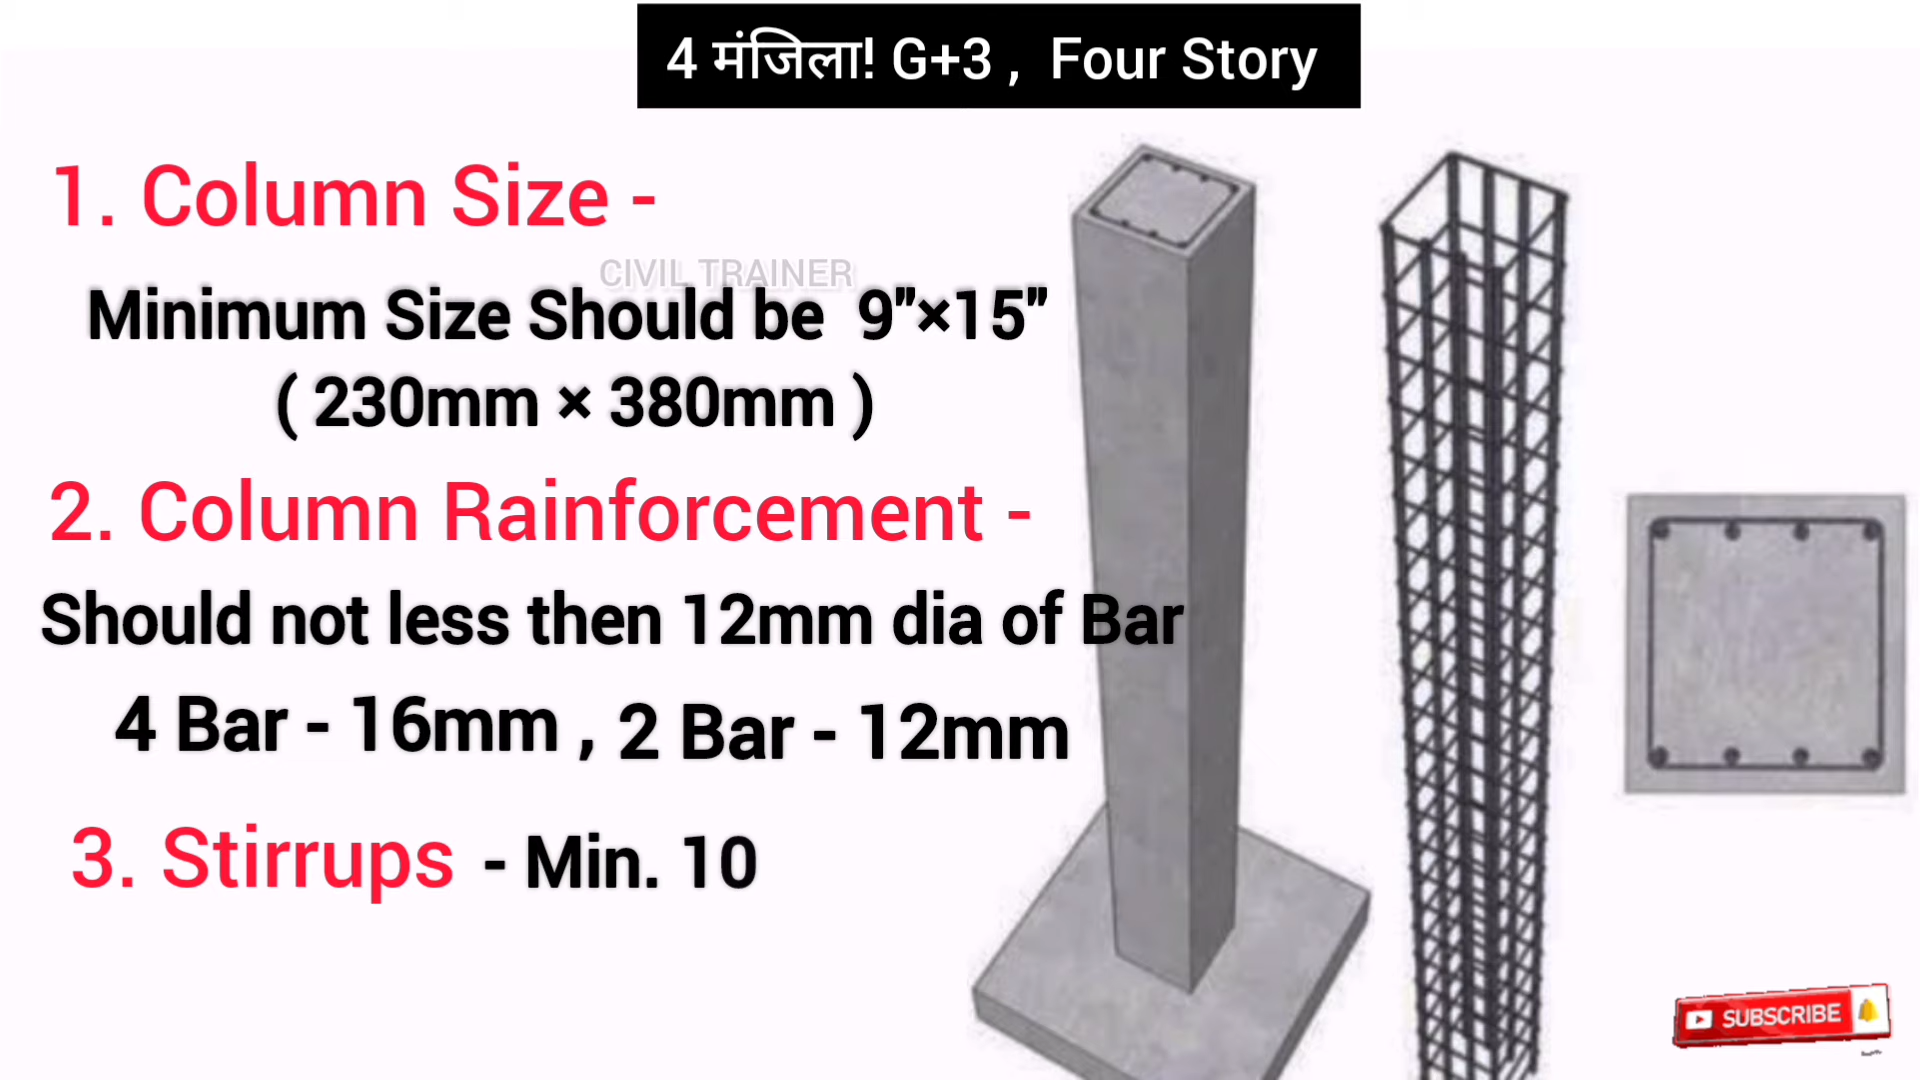 4 मंजिला! G+3 , Four Story
1. Column Size -
CIVIL TRAINER
Minimum Size Should be 9"×15"
( 230mm × 380mm )
2. Column Rainforcement -
Should not less then 12mm dia of Bar
4 Bar - 16mm , 2 Bar - 12mm
3. Stirrups - Min. 10
SUBSCRIBE